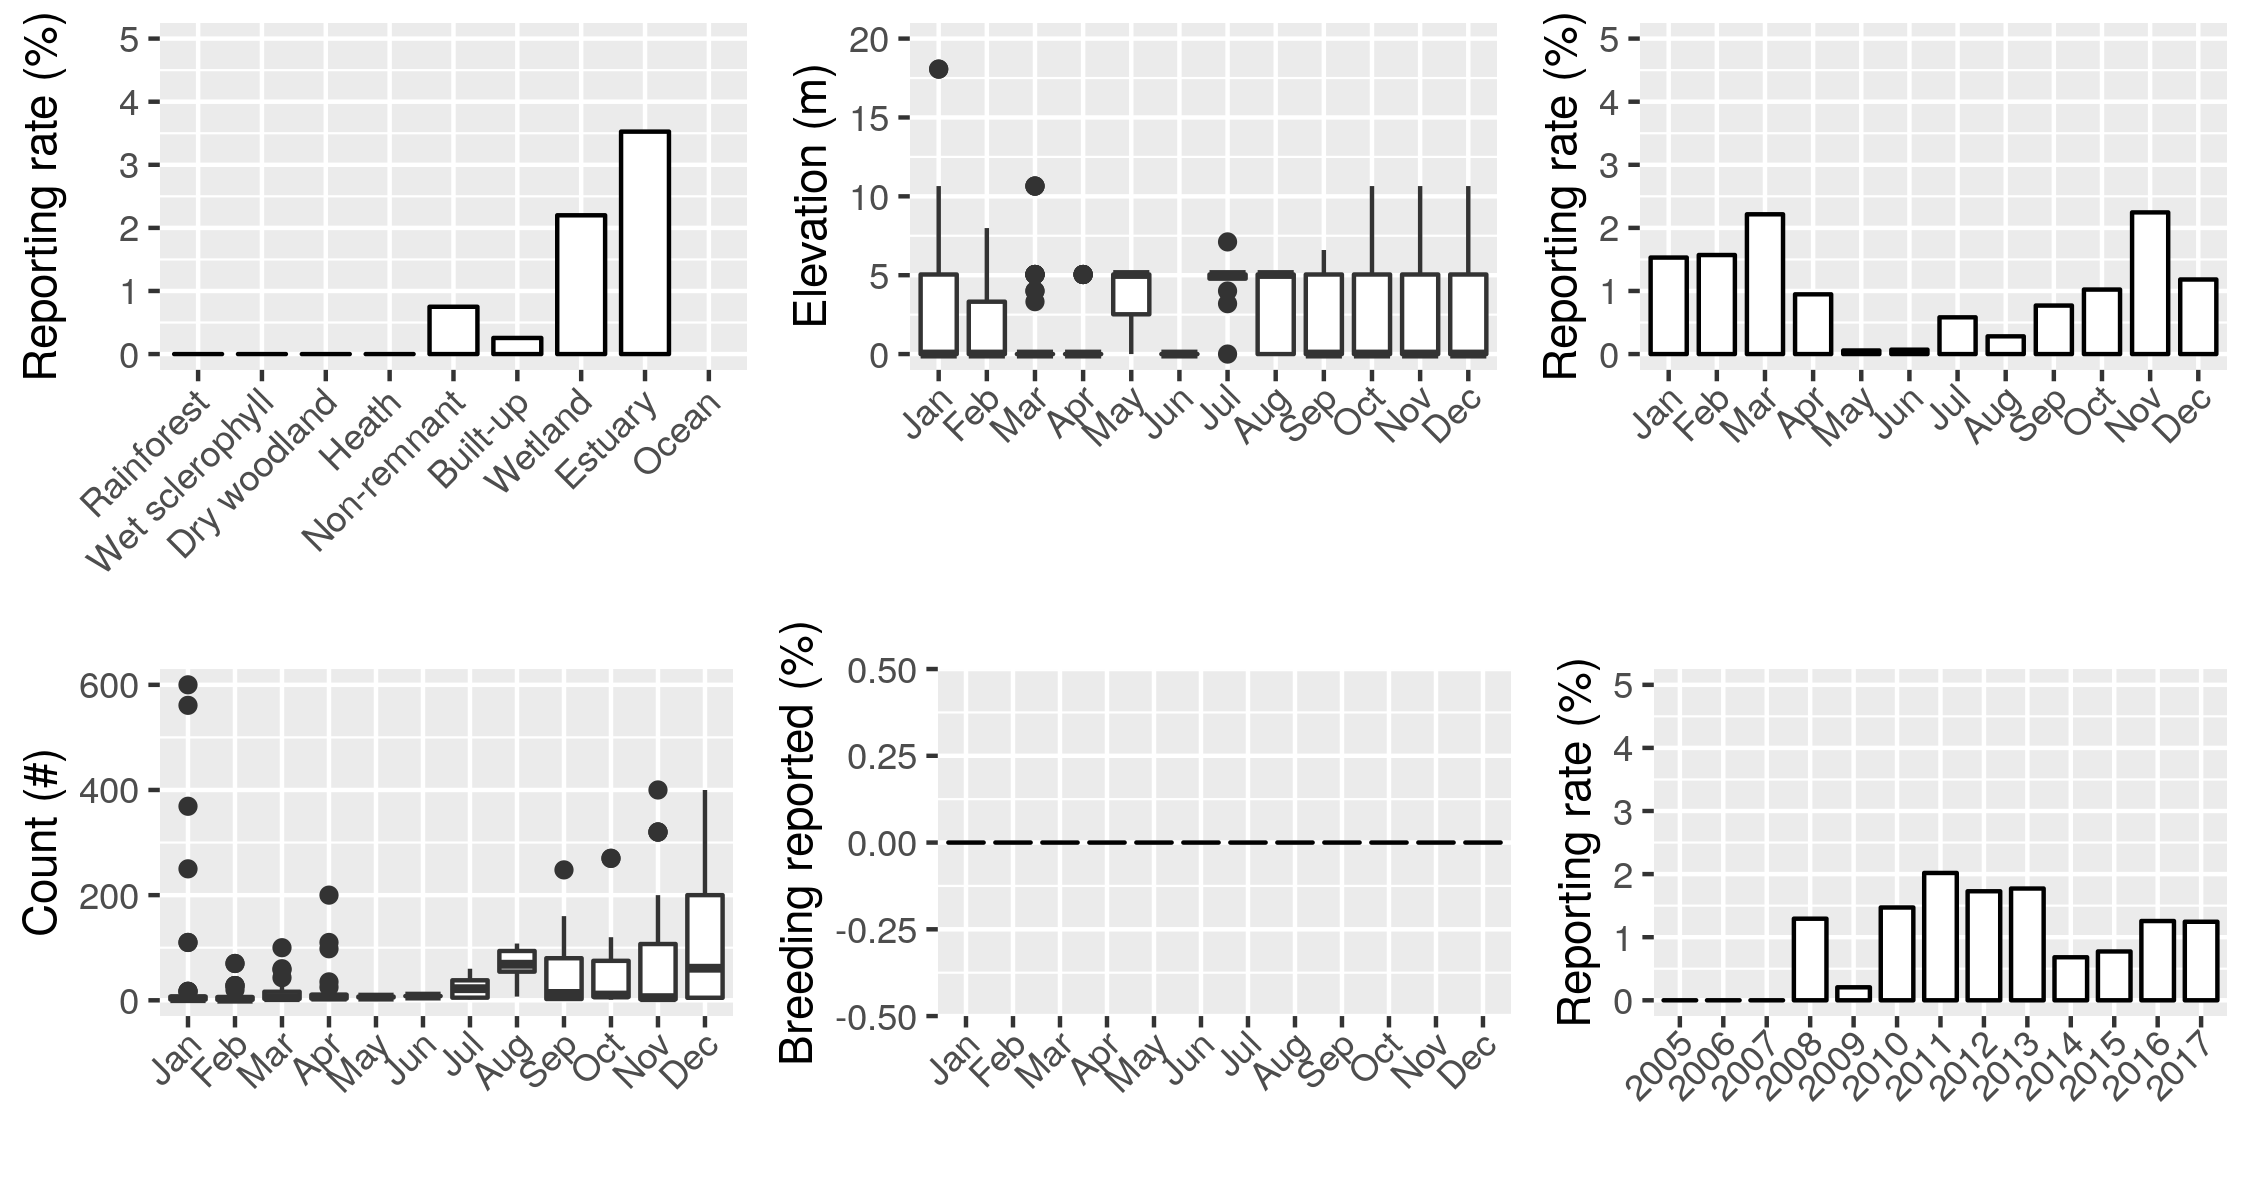 Reporting rate (%)
5
4
3
2
1
0
Rainforest
Wet sclerophyll
Dry woodland
Heath
Non-remnant
Built-up
Wetland
Estuary
Ocean
Elevation (m)
20
15
10
5
0
Jan
Feb
Mar
Apr
May
Jun
Jul
Aug
Sep
Oct
Nov
Dec
Reporting rate (%)
5
4
3
2
1
0
Jan
Feb
Mar
Apr
May
Jun
Jul
Aug
Sep
Oct
Nov
Dec
Count (#)
600
400
200
0
Jan
Feb
Mar
Apr
May
Jun
Jul
Aug
Sep
Oct
Nov
Dec
Breeding reported (%)
0.50
0.25
0.00
-0.25
-0.50
Jan
Feb
Mar
Apr
May
Jun
Jul
Aug
Sep
Oct
Nov
Dec
Reporting rate (%)
5
4
3
2
1
0
2005
2006
2007
2008
2009
2010
2011
2012
2013
2014
2015
2016
2017